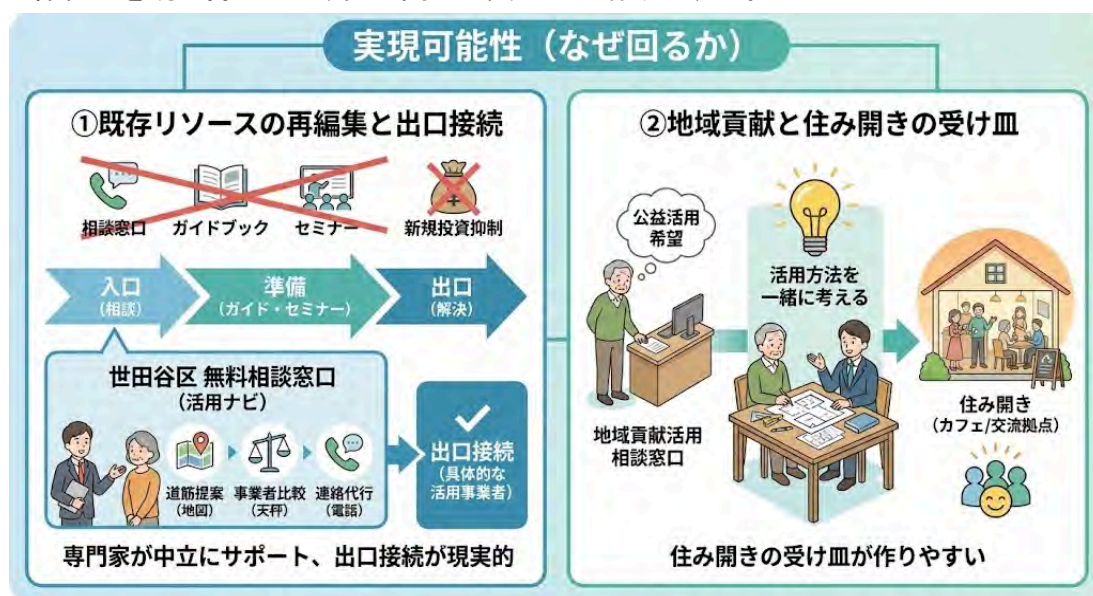 実現可能性（なぜ回るか）
①既存リソースの再編集と出口接続
相談窓口
ガイドブック
セミナー
新規投資抑制
入口
（相談）
準備
（ガイド・セミナー）
出口
（解決）
世田谷区 無料相談窓口
（活用ナビ）
道筋提案
（地図）
事業者比較
（天秤）
連絡代行
（電話）
出口接続
（具体的な
活用事業者）
専門家が中立にサポート、出口接続が現実的
②地域貢献と住み開きの受け皿
公益活用
希望
地域貢献活用
相談窓口
活用方法を
一緒に考える
住み開き
（カフェ/交流拠点）
住み開きの受け皿が作りやすい